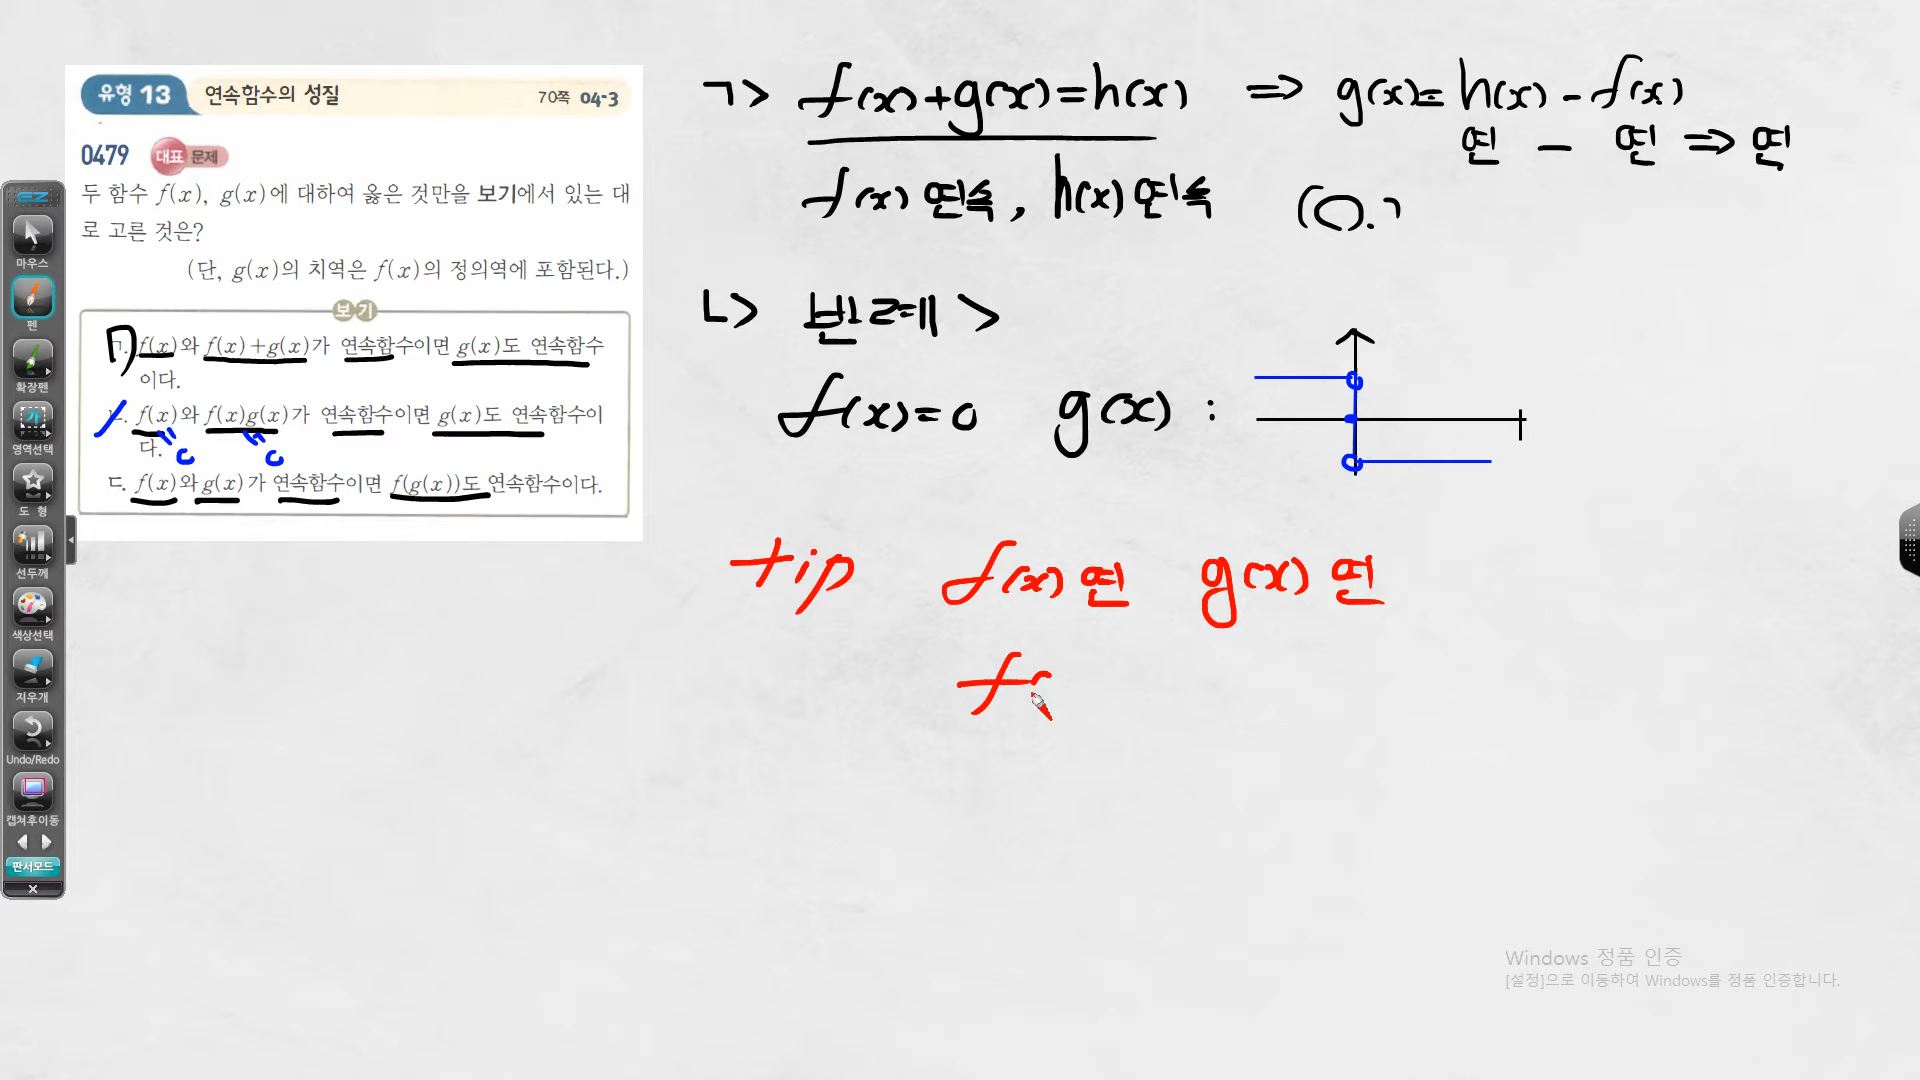 유형 13 연속함수의 성질 70쪽 04-3
0479 대표 문제
두 함수 f(x), g(x)에 대하여 옳은 것만을 보기에서 있는 대
로 고른 것은?
(단, g(x)의 치역은 f(x)의 정의역에 포함된다.)
보기
ㄱ. f(x)와 f(x)+g(x)가 연속함수이면 g(x)도 연속함수
이다.
ㄴ. f(x)와 f(x)g(x)가 연속함수이면 g(x)도 연속함수이
다.
ㄷ. f(x)와 g(x)가 연속함수이면 f(g(x))도 연속함수이다.
ㄱ> f(x)+g(x)=h(x) ⇒ g(x)=h(x)-f(x)
연 - 연 ⇒ 연
f(x) 연속, h(x) 연속
ㄴ> 반례 >
f(x)=0 g(x) :
tip f(x) 연 g(x) 연
f(
EZ
마우스
펜
확장펜
영역선택
도 형
선두께
색상선택
지우개
Undo/Redo
캡쳐후이동
판서모드
x
Windows 정품 인증
[설정]으로 이동하여 Windows를 정품 인증합니다.